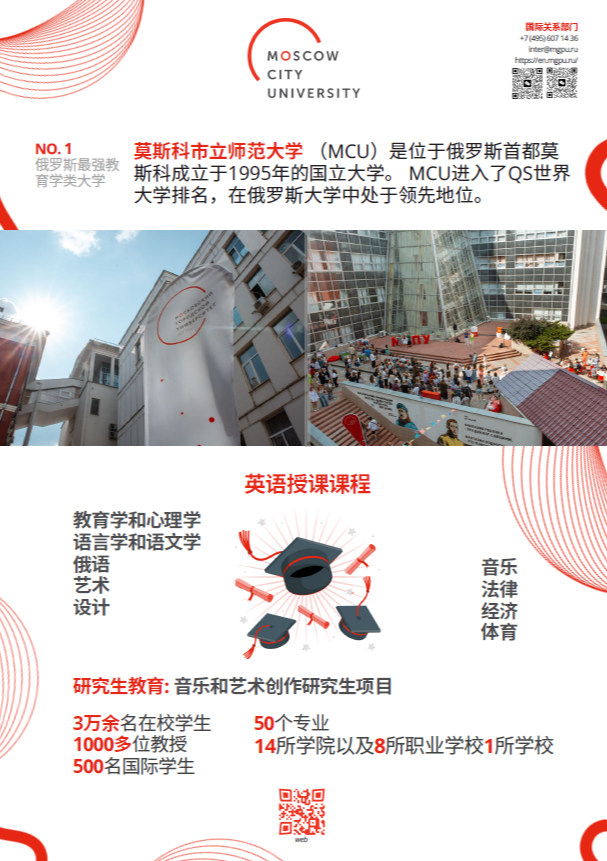 MOSCOW
CITY
UNIVERSITY
国际关系部门
+7 (495) 607 14 36
inter@mgpu.ru
https://en.mgpu.ru/
NO. 1
俄罗斯最强教
育学类大学
莫斯科市立师范大学 （MCU）是位于俄罗斯首都莫
斯科成立于1995年的国立大学。 MCU进入了QS世界
大学排名，在俄罗斯大学中处于领先地位。
МОСКОВСКИЙ
ГОРОДСКОЙ
УНИВЕРСИТЕТ
英语授课课程
教育学和心理学
语言学和语文学
俄语
艺术
设计
音乐
法律
经济
体育
研究生教育: 音乐和艺术创作研究生项目
3万余名在校学生
1000多位教授
500名国际学生
50个专业
14所学院以及8所职业学校1所学校
web